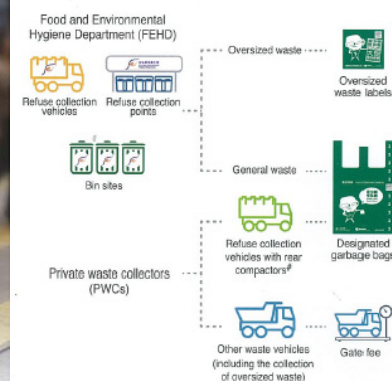 Food and Environmental
Hygiene Department (FEHD)
Refuse collection
vehicles
Refuse collection
points
Bin sites
Oversized waste
Oversized
waste labels
General waste
Designated
garbage bags
Private waste collectors
(PWCs)
Refuse collection
vehicles with rear
compactors#
Other waste vehicles
(including the collection
of oversized waste)
Gate fee